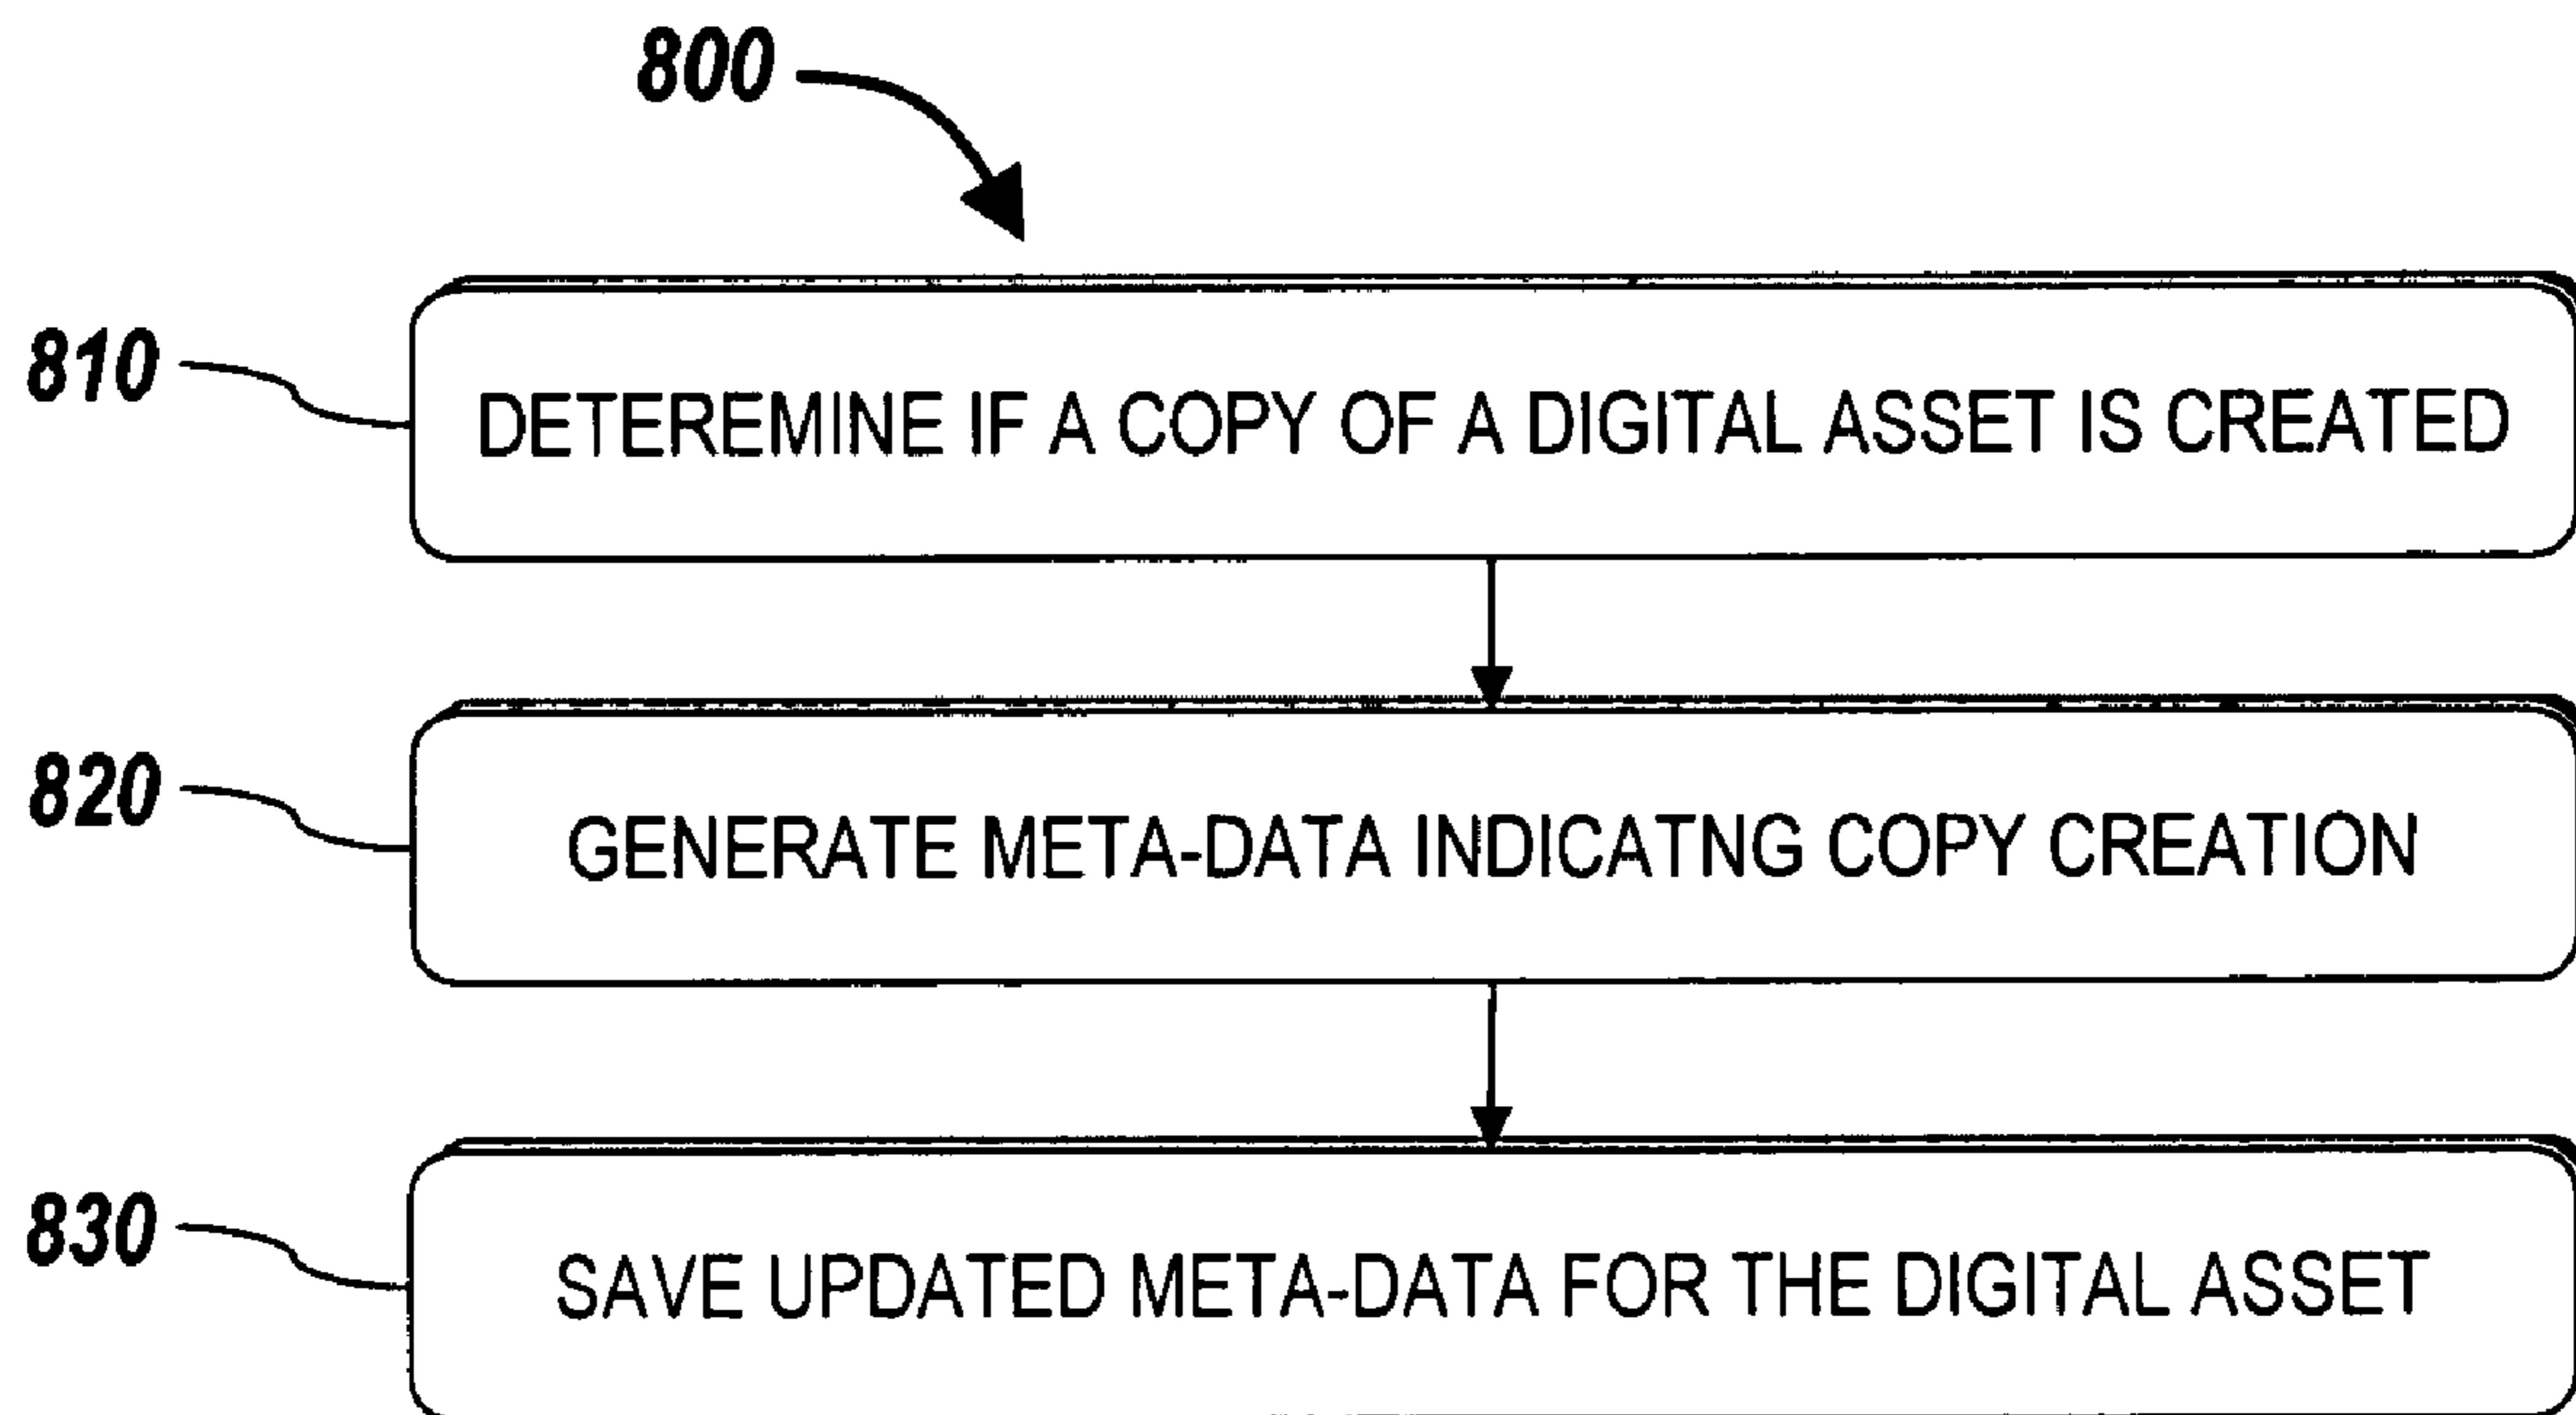 800
810
DETEREMINE IF A COPY OF A DIGITAL ASSET IS CREATED
820
GENERATE META-DATA INDICATNG COPY CREATION
830
SAVE UPDATED META-DATA FOR THE DIGITAL ASSET